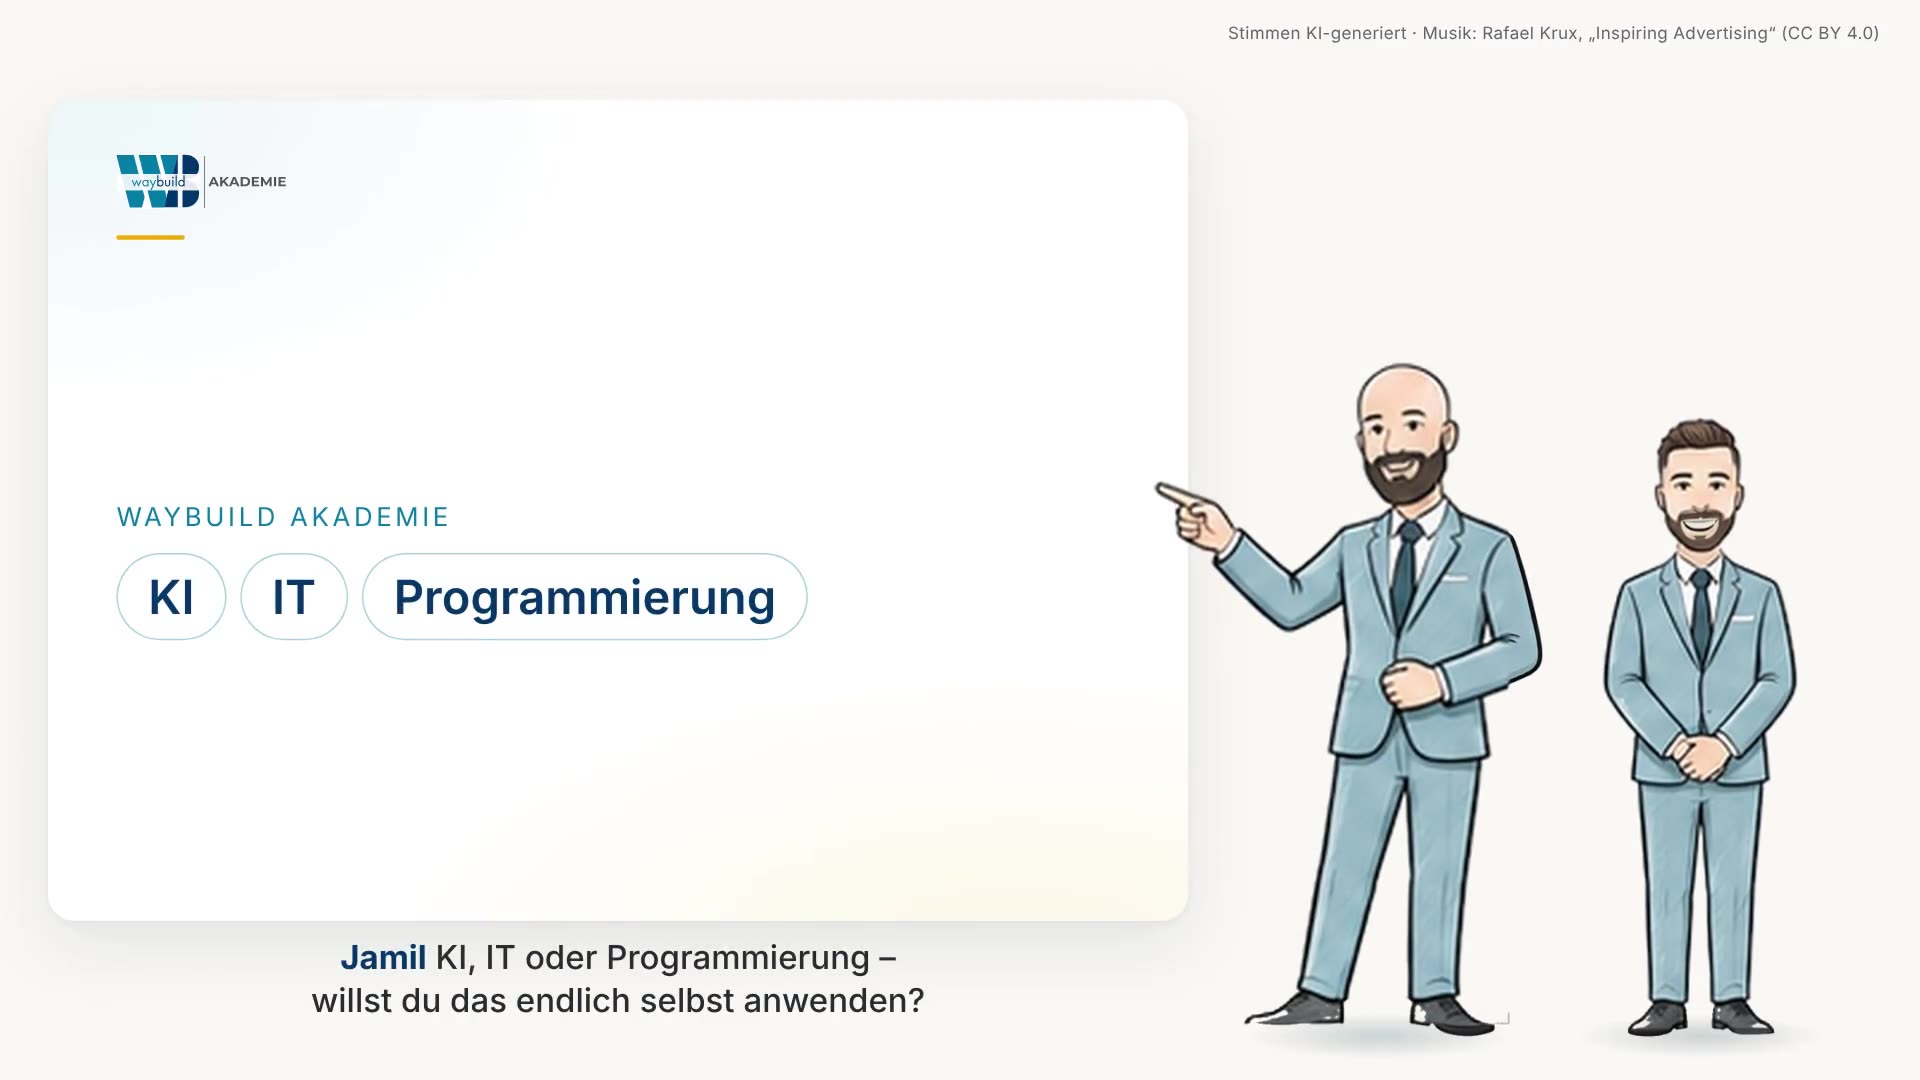 Stimmen KI-generiert · Musik: Rafael Krux, „Inspiring Advertising“ (CC BY 4.0)
waybuild AKADEMIE
WAYBUILD AKADEMIE
KI IT Programmierung
Jamil KI, IT oder Programmierung –
willst du das endlich selbst anwenden?